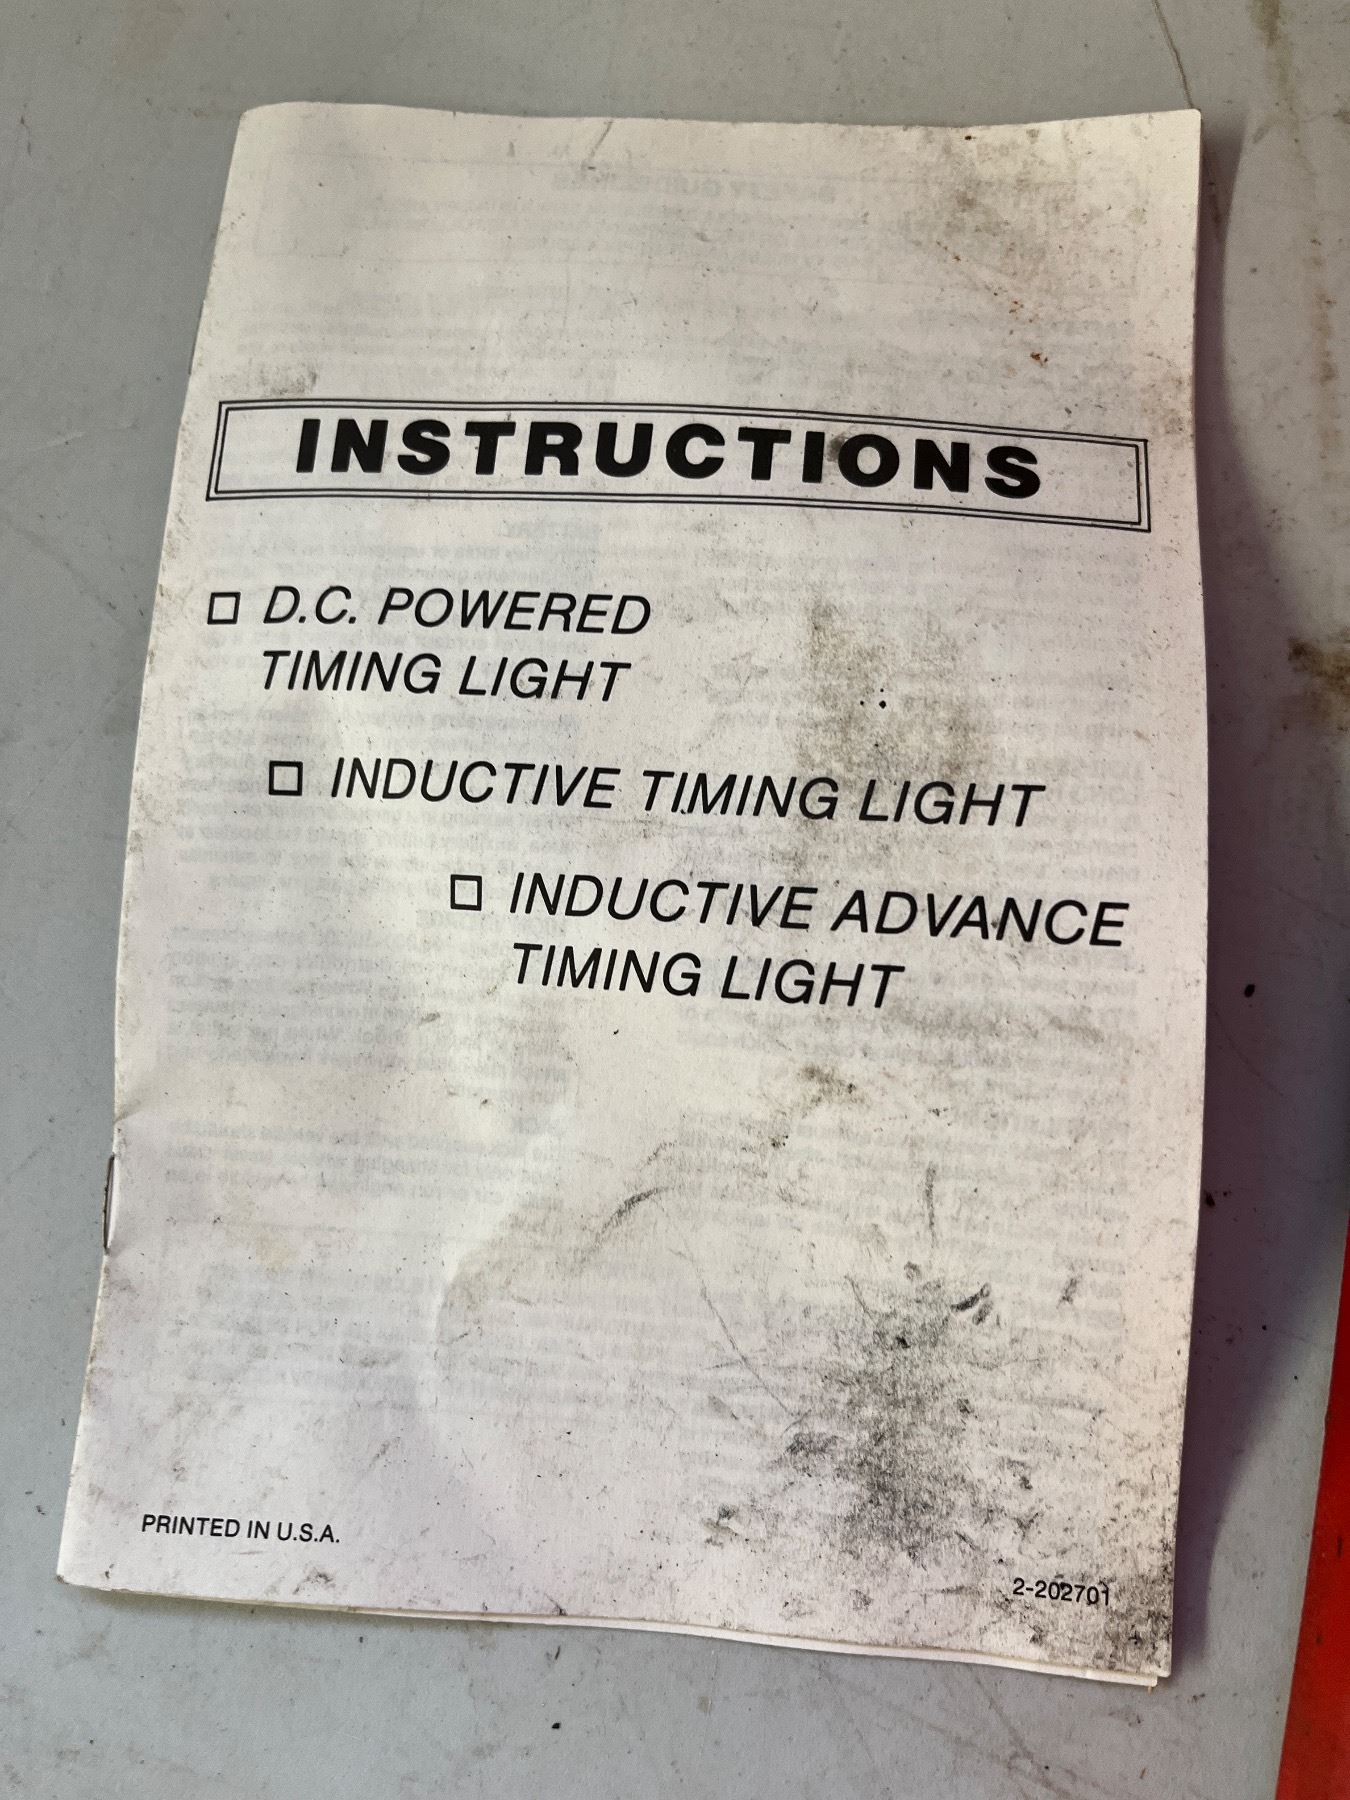 INSTRUCTIONS
D.C. POWERED
TIMING LIGHT
INDUCTIVE TIMING LIGHT
INDUCTIVE ADVANCE
TIMING LIGHT
PRINTED IN U.S.A.
2-202701